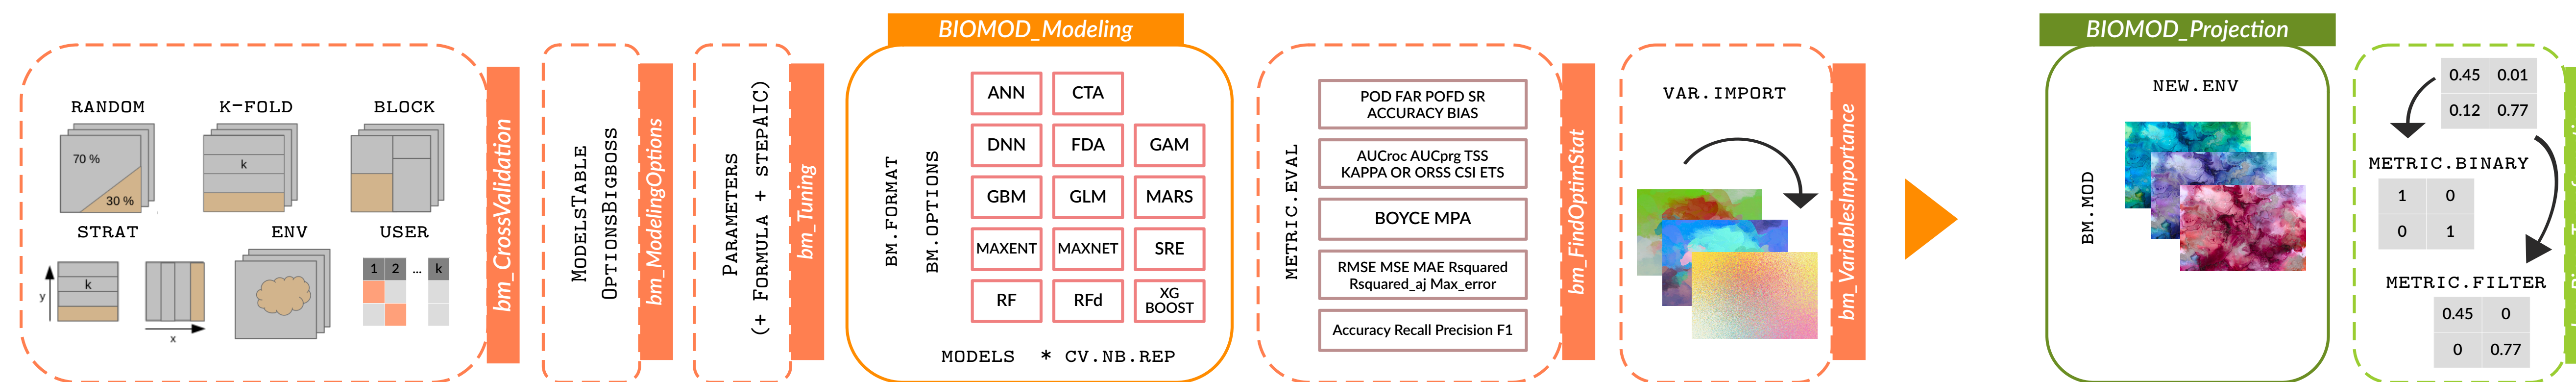 RANDOM
K-FOLD
BLOCK
70 %
30 %
k
STRAT
ENV
USER
y
k
x
1 2 ... k
bm_CrossValidation
MODELSTABLE
OPTIONSBIGBOSS
bm_ModelingOptions
PARAMETERS
(+ FORMULA + STEPAIC)
bm_Tuning
BIOMOD_Modeling
BM.FORMAT
BM.OPTIONS
ANN CTA
DNN FDA GAM
GBM GLM MARS
MAXENT MAXNET SRE
RF RFd XG
BOOST
MODELS * CV.NB.REP
METRIC.EVAL
POD FAR POFD SR
ACCURACY BIAS
AUCroc AUCprg TSS
KAPPA OR ORSS CSI ETS
BOYCE MPA
RMSE MSE MAE Rsquared
Rsquared_aj Max_error
Accuracy Recall Precision F1
bm_FindOptimStat
VAR.IMPORT
bm_VariablesImportance
BIOMOD_Projection
NEW.ENV
BM.MOD
0.45 0.01
0.12 0.77
METRIC.BINARY
1 0
0 1
METRIC.FILTER
0.45 0
0 0.77